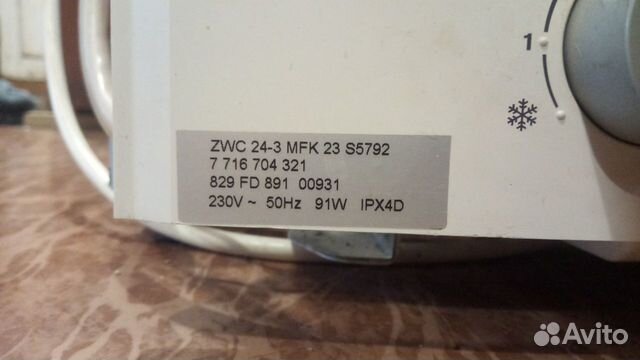 1
ZWC 24-3 MFK 23 S5792
7 716 704 321
829 FD 891 00931
230V ~ 50Hz 91W IPX4D
Avito